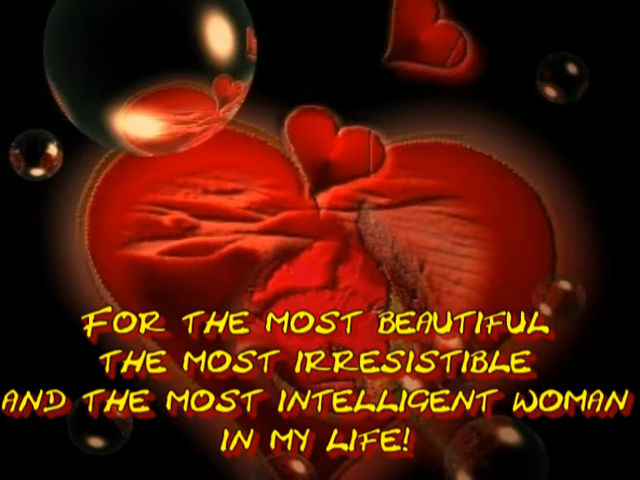 FOR THE MOST BEAUTIFUL
THE MOST IRRESISTIBLE
AND THE MOST INTELLIGENT WOMAN
IN MY LIFE!